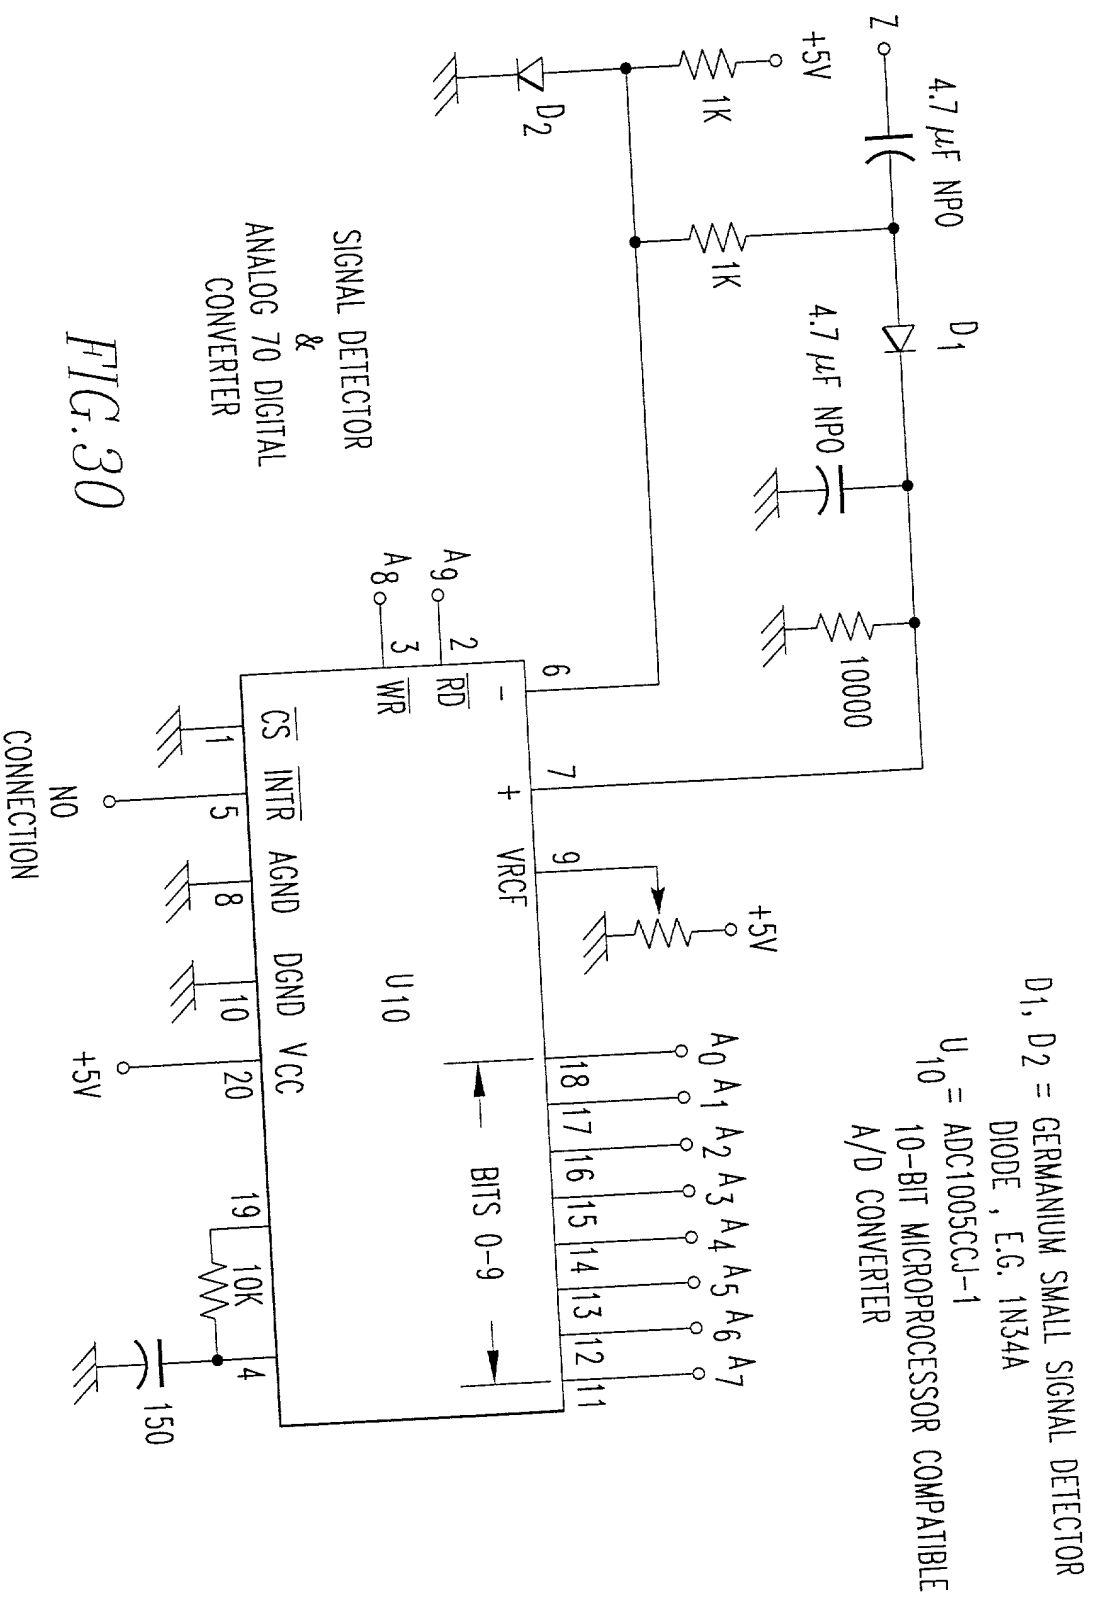 D1, D2 = GERMANIUM SMALL SIGNAL DETECTOR
DIODE, E.G. 1N34A
U10 = ADC1005CCJ-1
10-BIT MICROPROCESSOR COMPATIBLE
A/D CONVERTER
Z
4.7 μF NPO
D1
+5V
1K
1K
4.7 μF NPO
10000
D2
+5V
A0 A1 A2 A3 A4 A5 A6 A7
6
7
9
18 17 16 15 14 13 12 11
-
+
VRCF
BITS 0-9
A9
2
RD
A8
3
WR
U10
CS INTR AGND DGND VCC
1
5
8
10
20
19
4
10K
150
+5V
NO
CONNECTION
SIGNAL DETECTOR
&
ANALOG 70 DIGITAL
CONVERTER
FIG.30